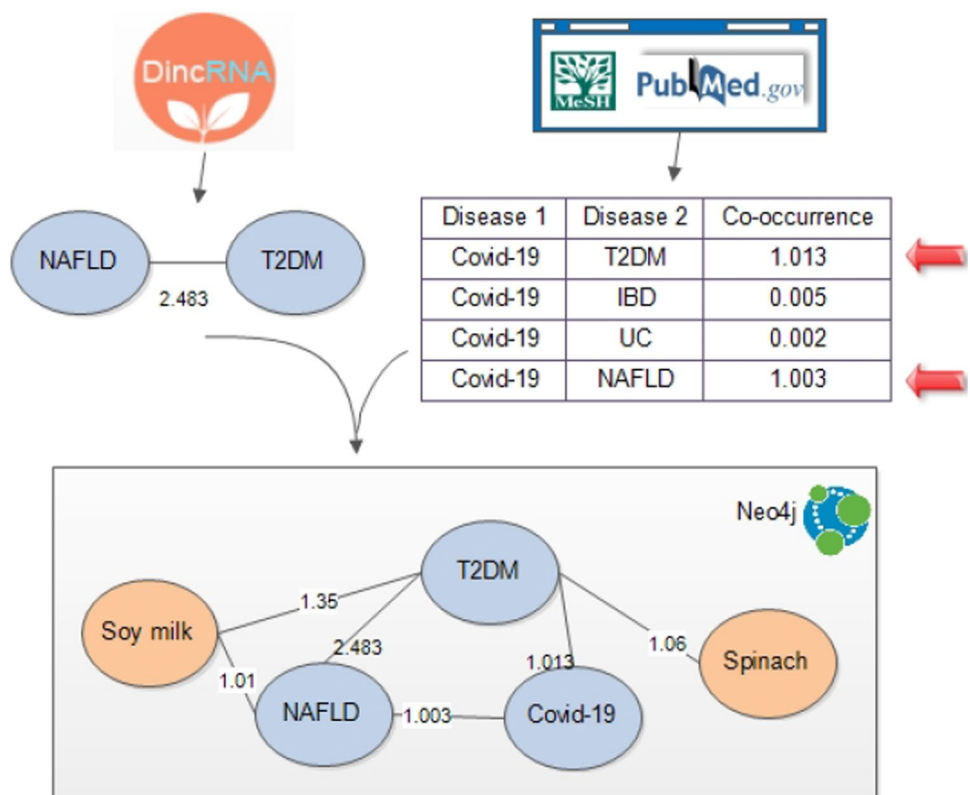 DincRNA
MeSH
PubMed.gov
NAFLD
T2DM
2.483
Disease 1 Disease 2 Co-occurrence
Covid-19 T2DM 1.013
Covid-19 IBD 0.005
Covid-19 UC 0.002
Covid-19 NAFLD 1.003
Neo4j
T2DM
Soy milk
1.35
2.483
1.01
1.013
1.06
Spinach
NAFLD
1.003
Covid-19